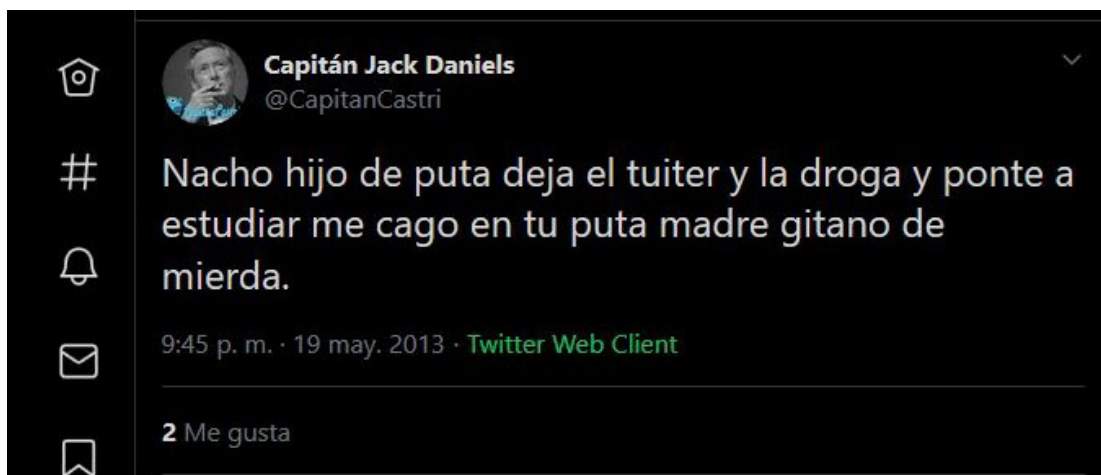 Capitán Jack Daniels
@CapitanCastri
Nacho hijo de puta deja el tuiter y la droga y ponte a
estudiar me cago en tu puta madre gitano de
mierda.
9:45 p. m. · 19 may. 2013 · Twitter Web Client
2 Me gusta